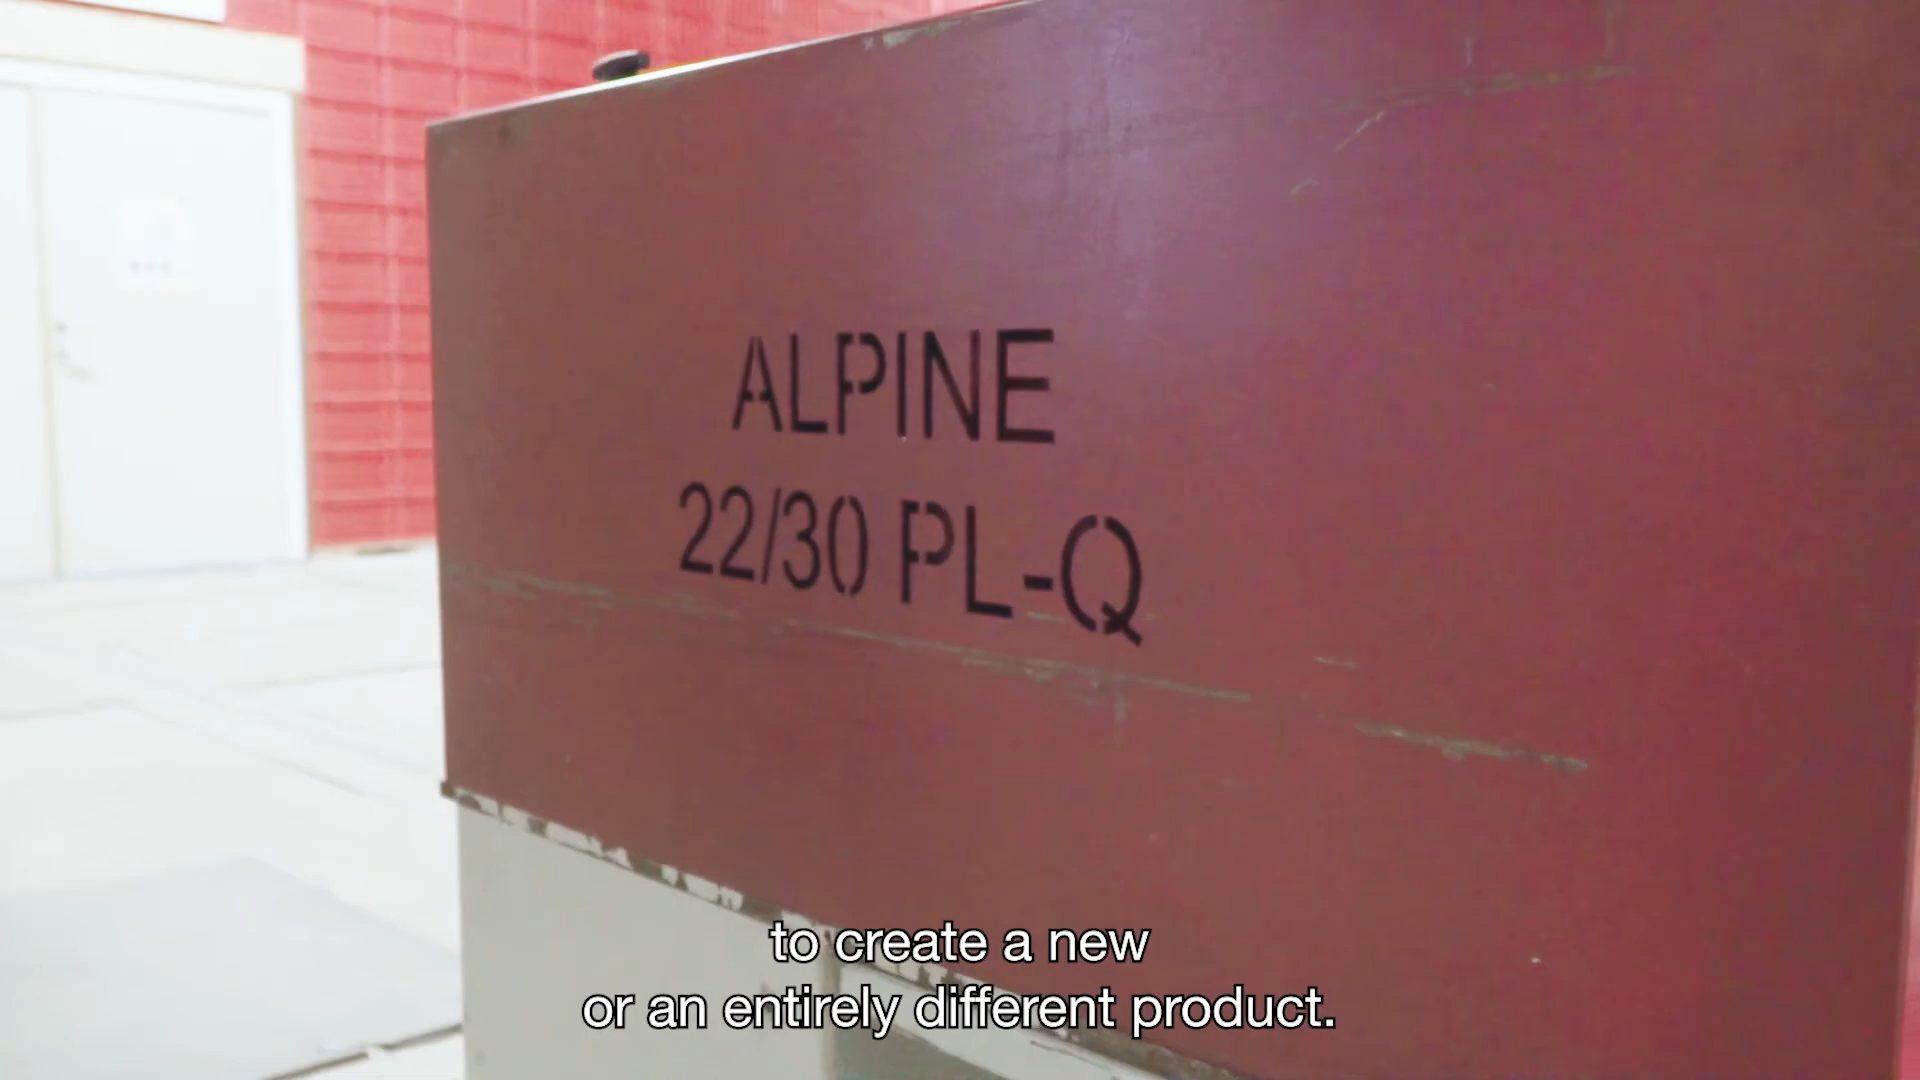 ALPINE
22/30 PL-Q
to create a new
or an entirely different product.